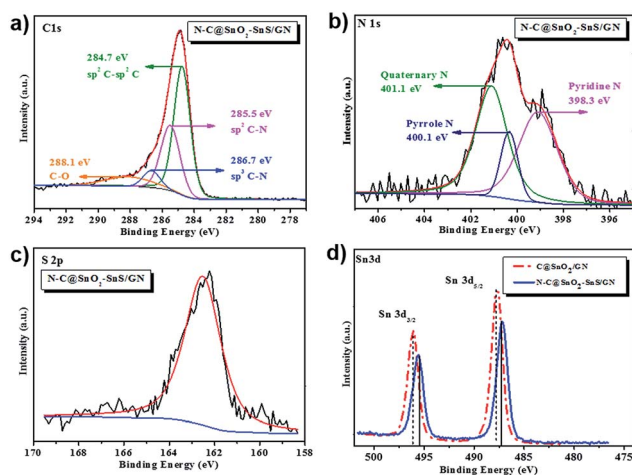 a)
C1s
N-C@SnO2-SnS/GN
284.7 eV
sp2 C-sp2 C
285.5 eV
sp2 C-N
288.1 eV
C-O
286.7 eV
sp3 C-N
Intensity (a.u.)
294 292 290 288 286 284 282 280 278
Binding Energy (eV)
b)
N 1s
N-C@SnO2-SnS/GN
Quaternary N
401.1 eV
Pyridine N
398.3 eV
Pyrrole N
400.1 eV
Intensity (a.u.)
406 404 402 400 398 396
Binding Energy (eV)
c)
S 2p
N-C@SnO2-SnS/GN
Intensity (a.u.)
170 168 166 164 162 160 158
Binding Energy (eV)
d)
Sn3d
C@SnO2/GN
N-C@SnO2-SnS/GN
Sn 3d5/2
Sn 3d3/2
Intensity (a.u.)
500 495 490 485 480 475
Binding Energy (eV)